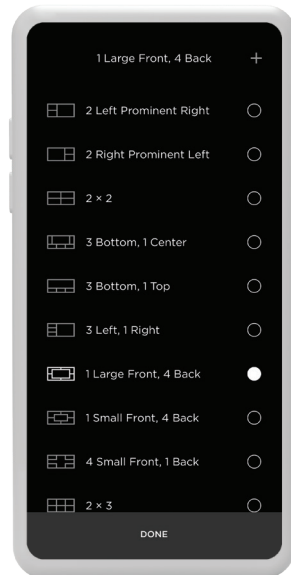 1 Large Front, 4 Back +
2 Left Prominent Right
2 Right Prominent Left
2 × 2
3 Bottom, 1 Center
3 Bottom, 1 Top
3 Left, 1 Right
1 Large Front, 4 Back
1 Small Front, 4 Back
4 Small Front, 1 Back
2 × 3
DONE